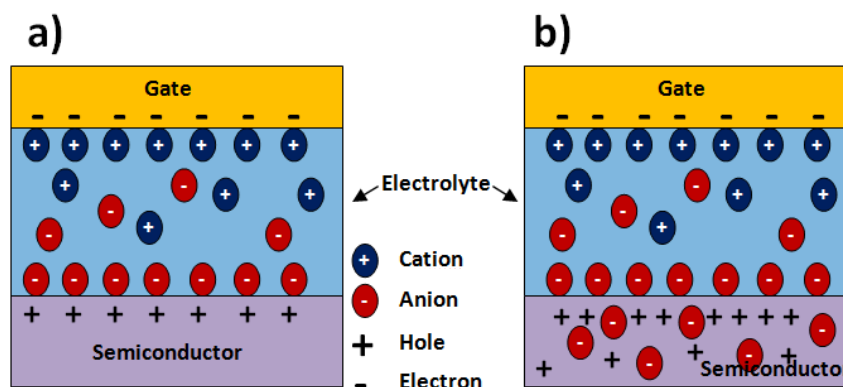 a)
b)
Gate
Gate
Electrolyte
Cation
Anion
Hole
Electron
Semiconductor
Semiconducto